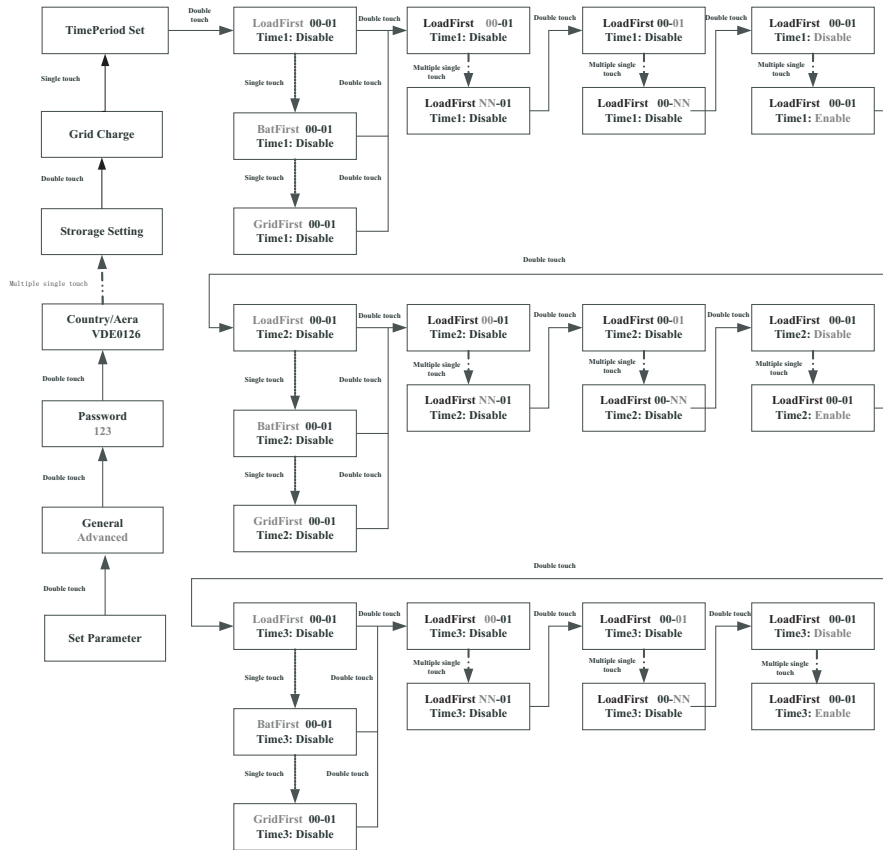 TimePeriod Set
Double
touch
LoadFirst 00-01
Time1: Disable
Double touch
LoadFirst 00-01
Time1: Disable
Double touch
LoadFirst 00-01
Time1: Disable
Double touch
LoadFirst 00-01
Time1: Disable
Single touch
Single touch
Double touch
Multiple single
touch
Multiple single
touch
Multiple single
touch
LoadFirst NN-01
Time1: Disable
LoadFirst 00-NN
Time1: Disable
LoadFirst 00-01
Time1: Enable
Grid Charge
BatFirst 00-01
Time1: Disable
Double touch
Single touch
Double touch
Strorage Setting
GridFirst 00-01
Time1: Disable
Double touch
Multiple single touch
Country/Aera
VDE0126
LoadFirst 00-01
Time2: Disable
Double touch
LoadFirst 00-01
Time2: Disable
Double touch
LoadFirst 00-01
Time2: Disable
Double touch
LoadFirst 00-01
Time2: Disable
Double touch
Single touch
Double touch
Multiple single
touch
Multiple single
touch
Multiple single
touch
LoadFirst NN-01
Time2: Disable
LoadFirst 00-NN
Time2: Disable
LoadFirst 00-01
Time2: Enable
Password
123
BatFirst 00-01
Time2: Disable
Double touch
Single touch
Double touch
General
Advanced
GridFirst 00-01
Time2: Disable
Double touch
Double touch
Set Parameter
LoadFirst 00-01
Time3: Disable
Double touch
LoadFirst 00-01
Time3: Disable
Double touch
LoadFirst 00-01
Time3: Disable
Double touch
LoadFirst 00-01
Time3: Disable
Single touch
Double touch
Multiple single
touch
Multiple single
touch
Multiple single
touch
LoadFirst NN-01
Time3: Disable
LoadFirst 00-NN
Time3: Disable
LoadFirst 00-01
Time3: Enable
BatFirst 00-01
Time3: Disable
Single touch
Double touch
GridFirst 00-01
Time3: Disable